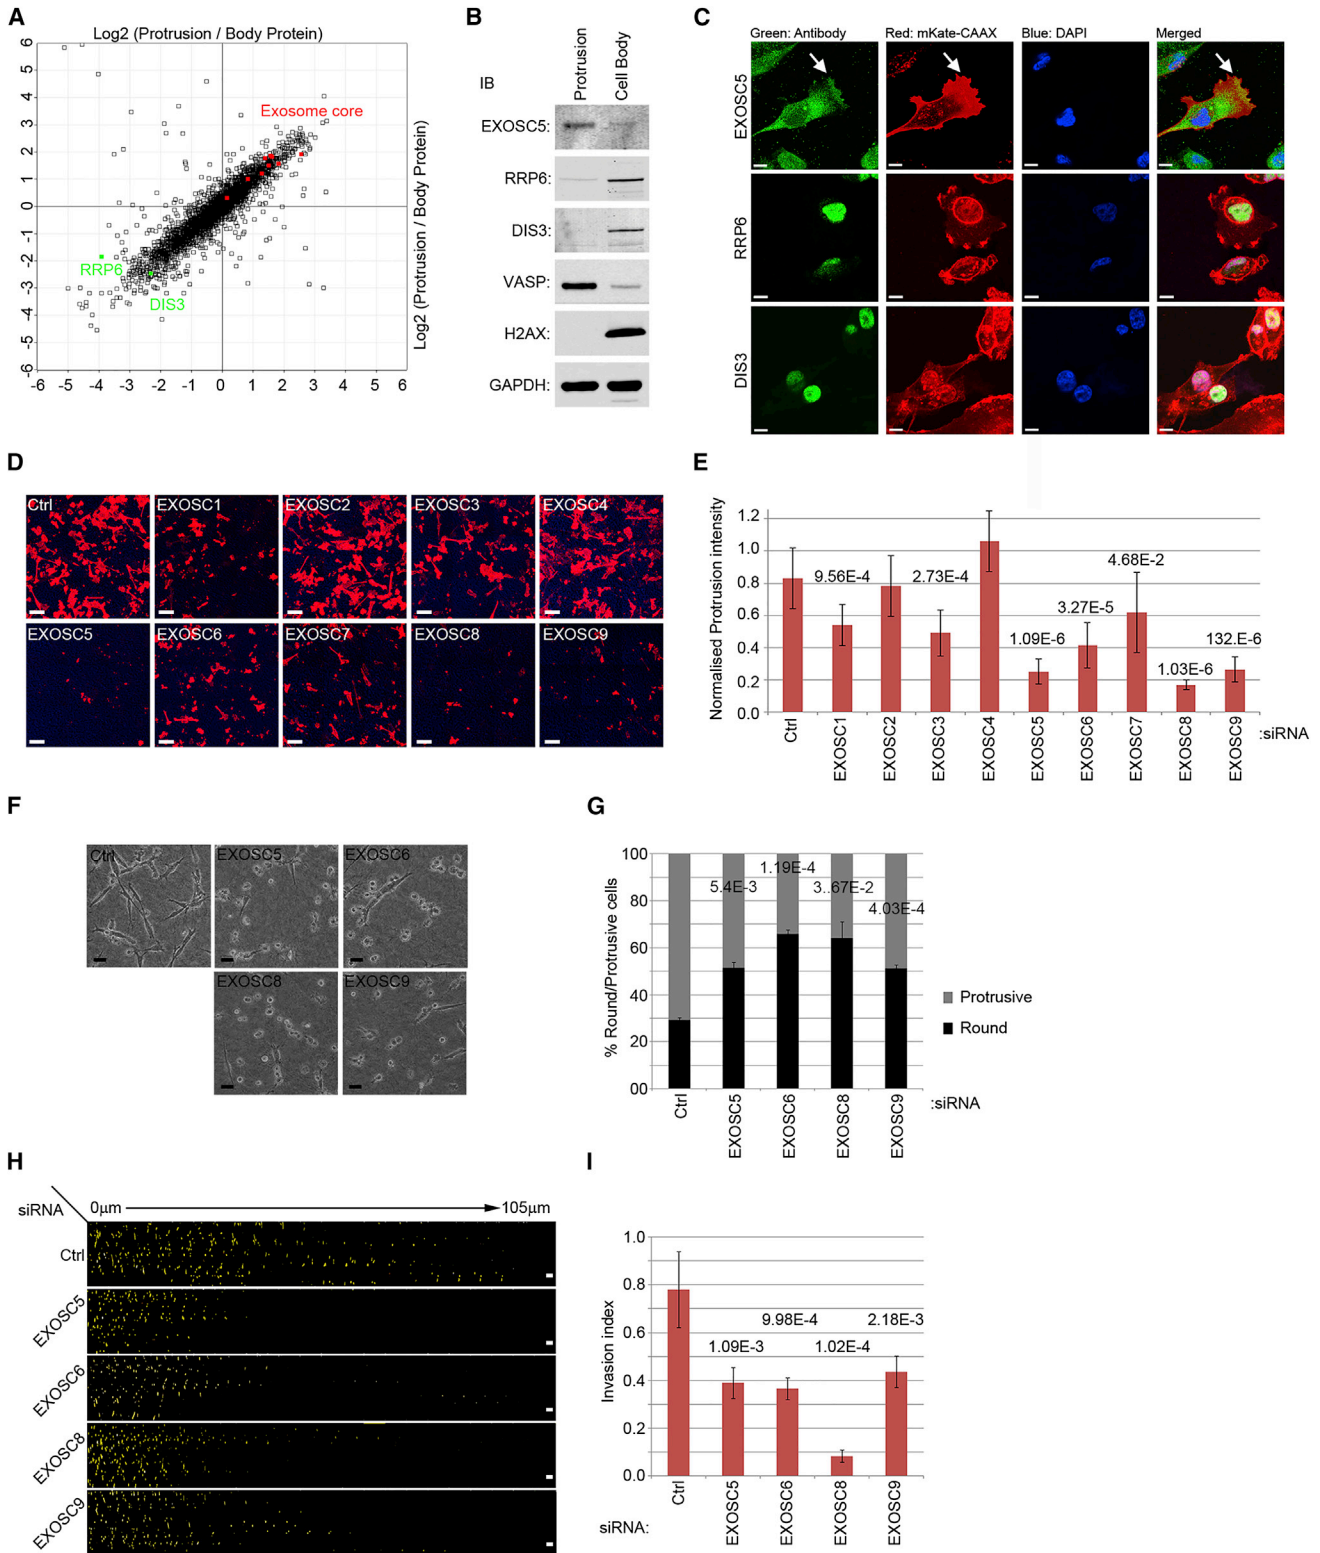 A
Log2 (Protrusion / Body Protein)
6
5
4
3
2
1
0
-1
-2
-3
-4
-5
-6
Exosome core
RRP6
DIS3
-6 -5 -4 -3 -2 -1 0 1 2 3 4 5 6
Log2 (Protrusion / Body Protein)
B
IB
Protrusion
Cell Body
EXOSC5:
RRP6:
DIS3:
VASP:
H2AX:
GAPDH:
C
Green: Antibody Red: mKate-CAAX Blue: DAPI Merged
EXOSC5
RRP6
DIS3
D
Ctrl EXOSC1 EXOSC2 EXOSC3 EXOSC4
EXOSC5 EXOSC6 EXOSC7 EXOSC8 EXOSC9
E
Normalised Protrusion intensity
1.2
1.0
0.8
0.6
0.4
0.2
0.0
9.56E-4
2.73E-4
1.09E-6
3.27E-5
4.68E-2
1.03E-6
132.E-6
Ctrl
EXOSC1
EXOSC2
EXOSC3
EXOSC4
EXOSC5
EXOSC6
EXOSC7
EXOSC8
EXOSC9
:siRNA
F
Ctrl EXOSC5 EXOSC6
EXOSC8 EXOSC9
G
% Round/Protrusive cells
100
80
60
40
20
00
5.4E-3
1.19E-4
3..67E-2
4.03E-4
Protrusive
Round
Ctrl
EXOSC5
EXOSC6
EXOSC8
EXOSC9
:siRNA
H
siRNA
0µm
105µm
Ctrl
EXOSC5
EXOSC6
EXOSC8
EXOSC9
I
Invasion index
1.0
0.8
0.6
0.4
0.2
0.0
1.09E-3
9.98E-4
1.02E-4
2.18E-3
Ctrl
EXOSC5
EXOSC6
EXOSC8
EXOSC9
siRNA: